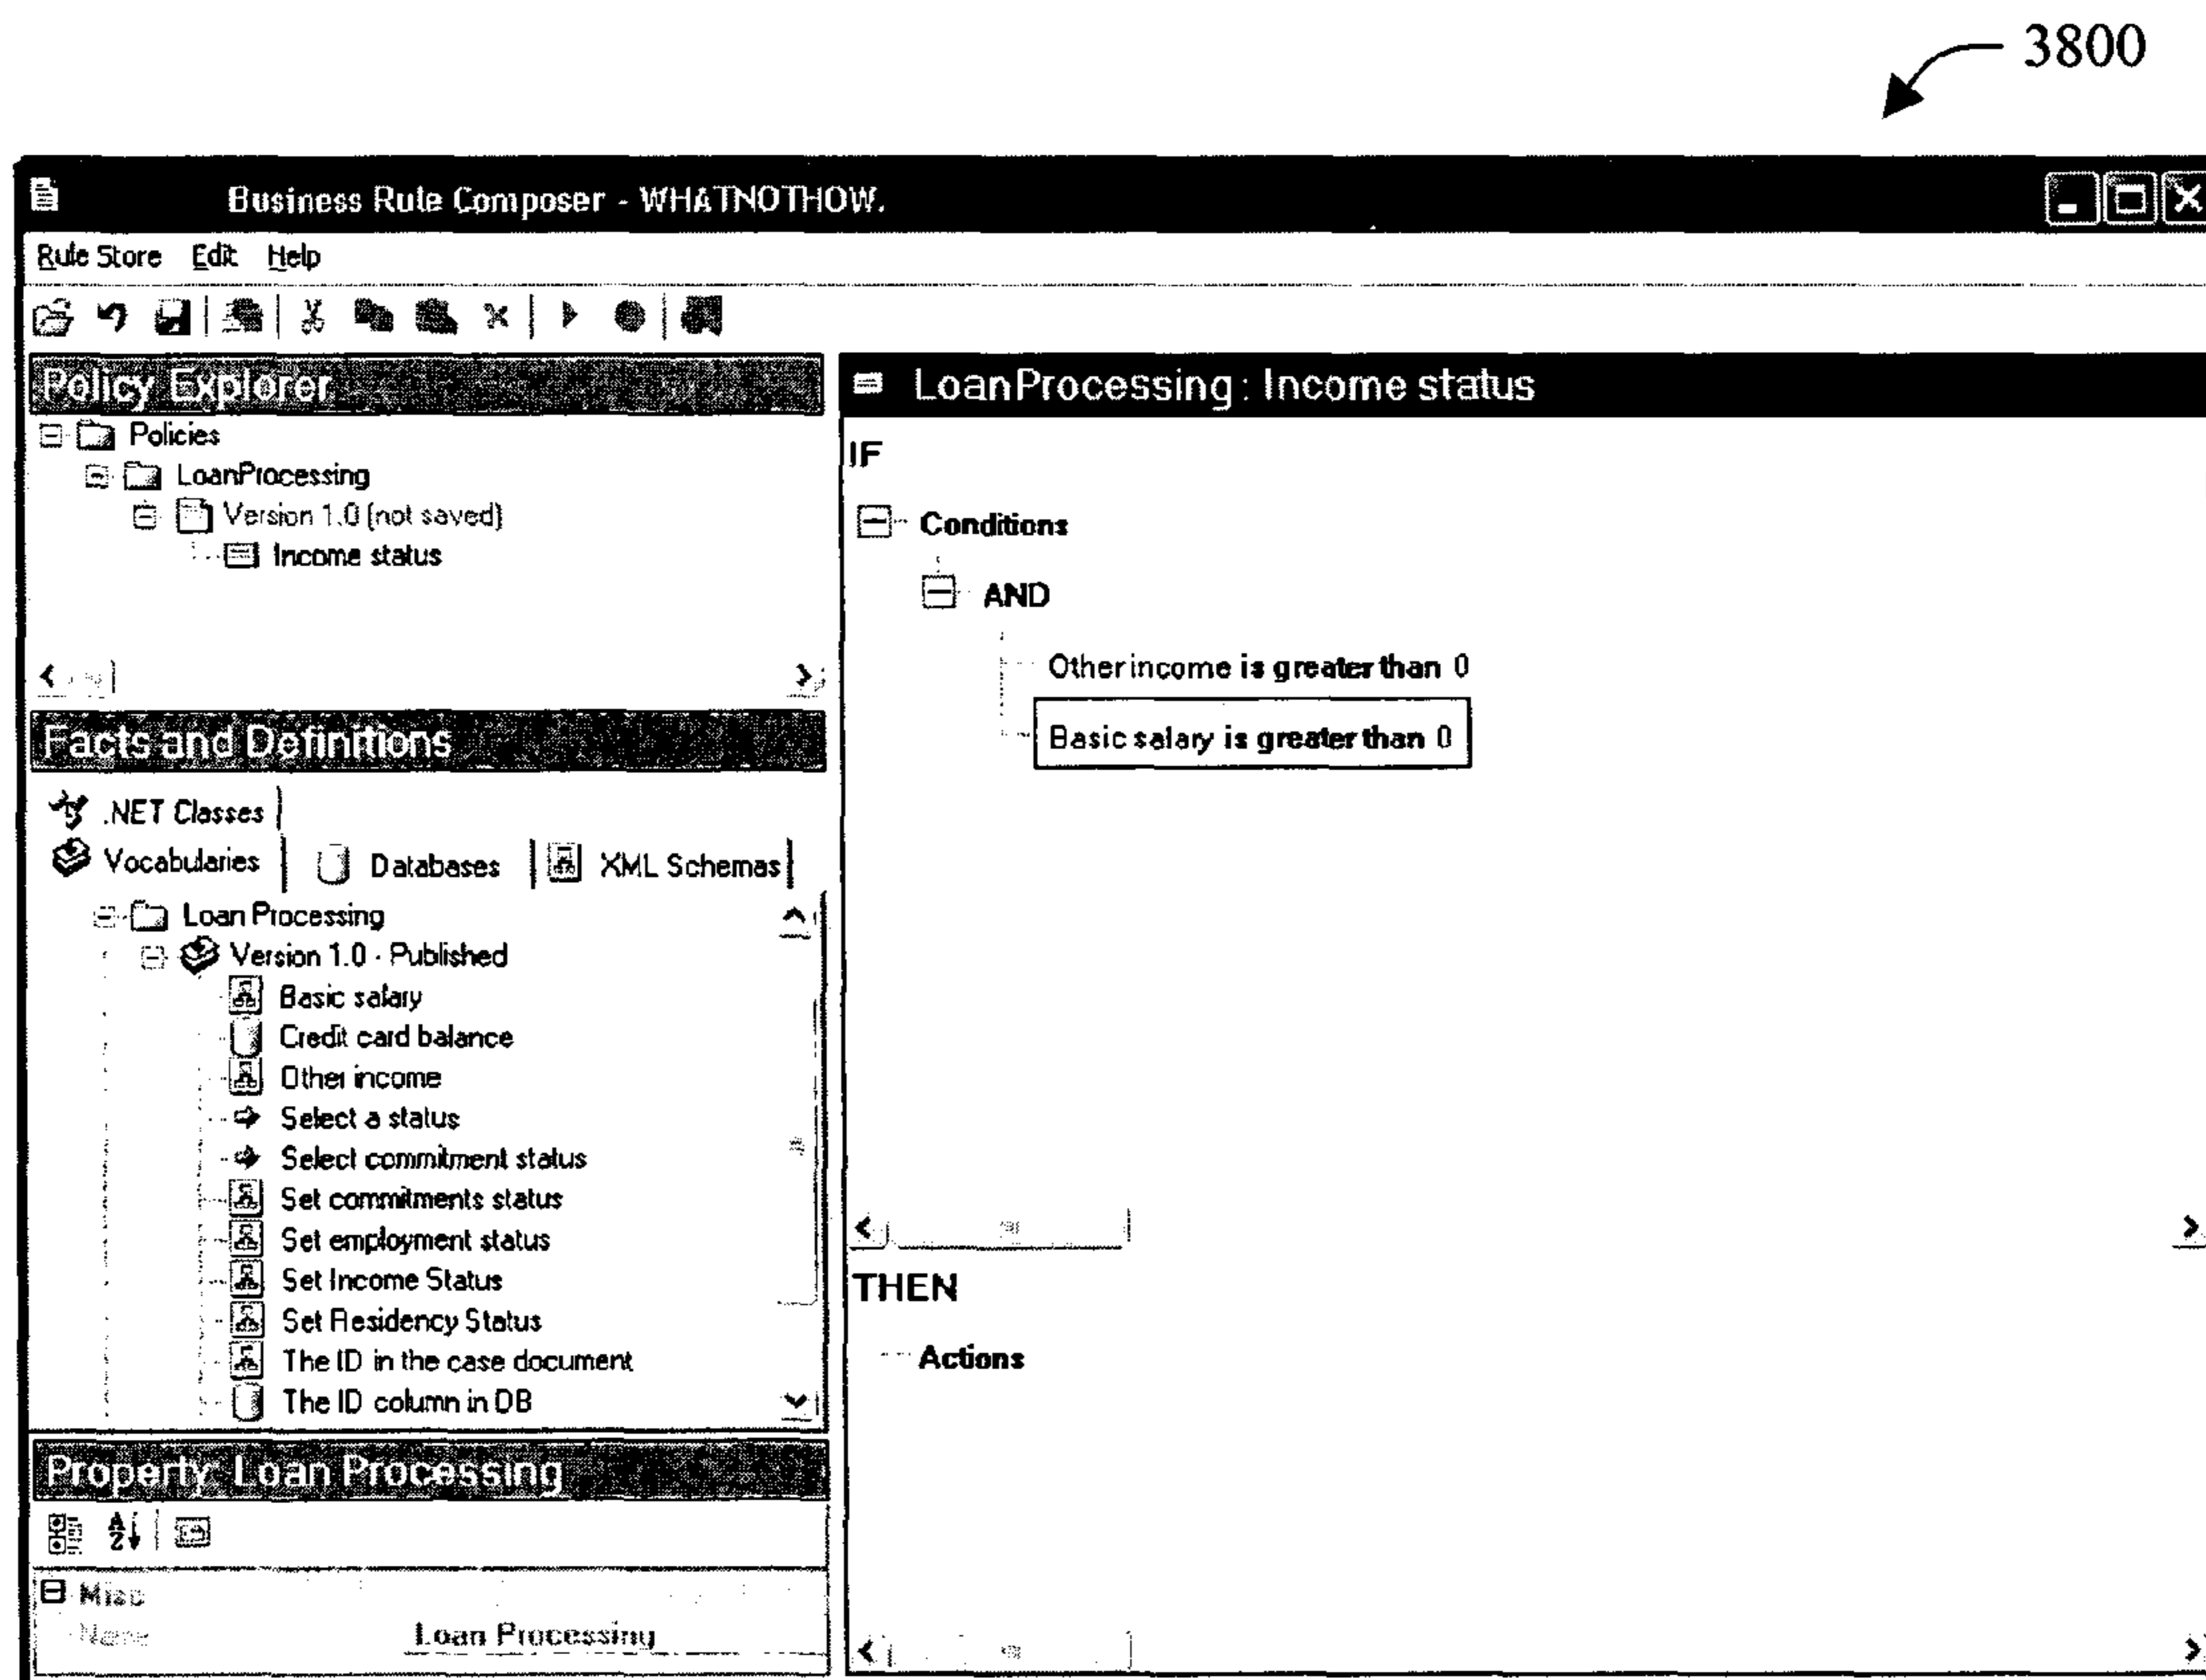 3800
Business Rule Composer - WHATNOTHOW.
Rule Store Edit Help
Policy Explorer
Policies
LoanProcessing
Version 1.0 (not saved)
Income status
Facts and Definitions
.NET Classes
Vocabularies Databases XML Schemas
Loan Processing
Version 1.0 - Published
Basic salary
Credit card balance
Other income
Select a status
Select commitment status
Set commitments status
Set employment status
Set Income Status
Set Residency Status
The ID in the case document
The ID column in DB
Property: Loan Processing
Misc
Name Loan Processing
LoanProcessing : Income status
IF
Conditions
AND
Other income is greater than 0
Basic salary is greater than 0
THEN
Actions